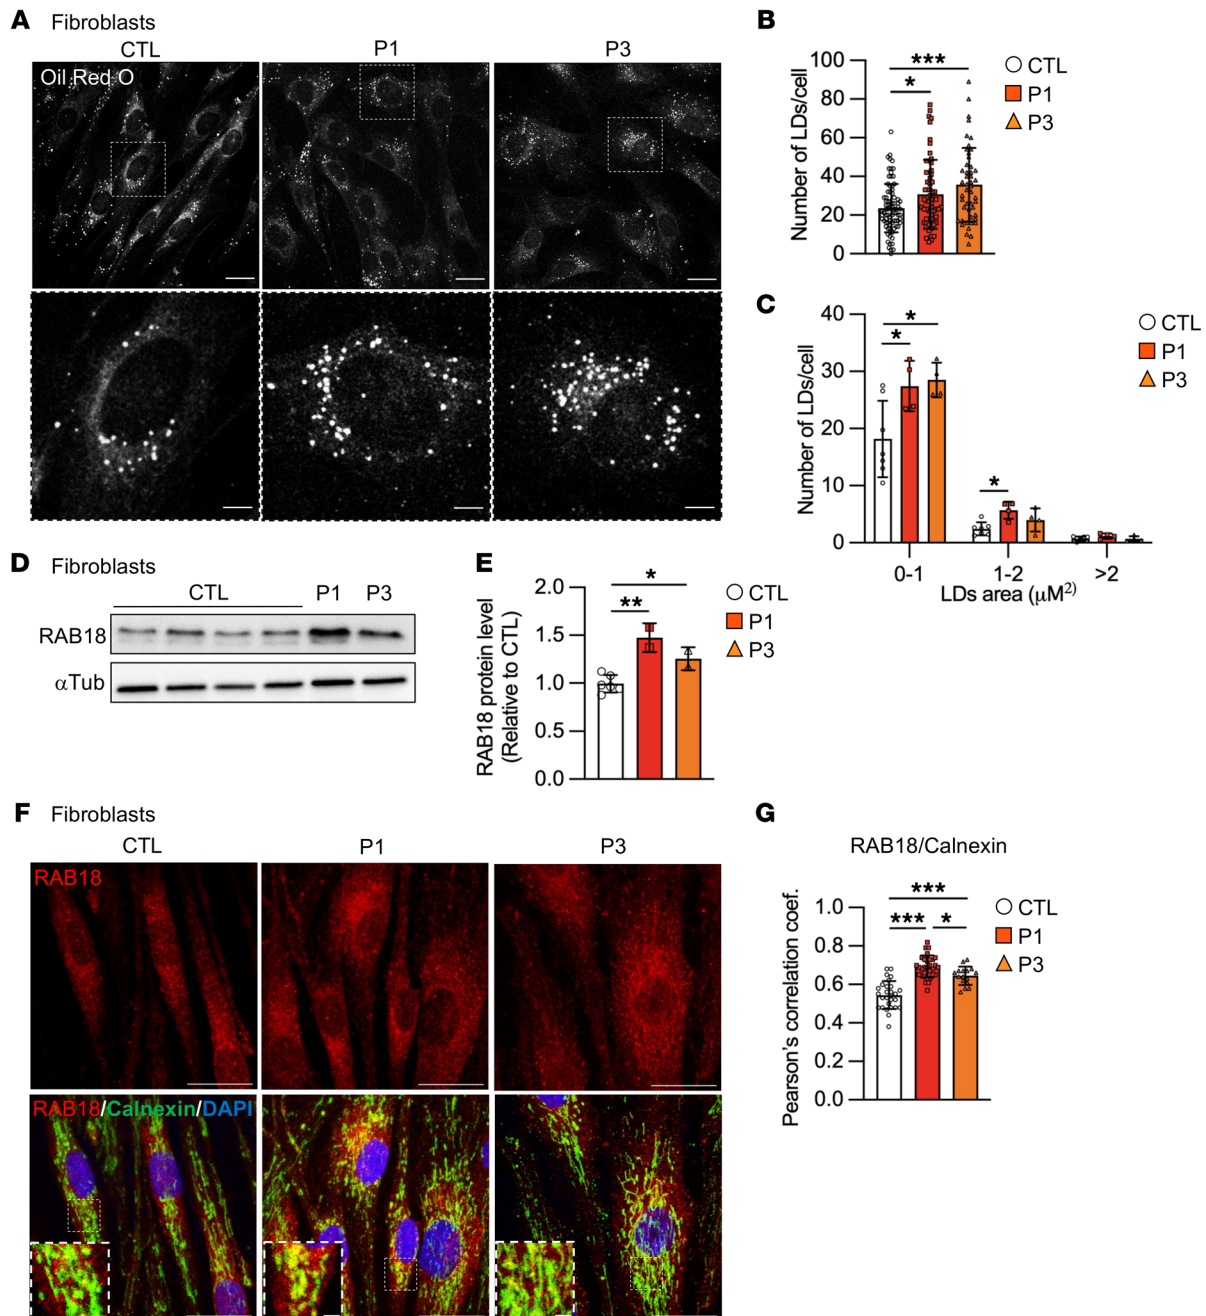 A Fibroblasts
CTL P1 P3
Oil Red O
B
Number of LDs/cell
100
80
60
40
20
0
***
*
CTL
P1
P3
C
Number of LDs/cell
40
30
20
10
0
*
*
*
0-1 1-2 >2
LDs area (μM²)
CTL
P1
P3
D Fibroblasts
CTL P1 P3
RAB18
αTub
E
RAB18 protein level
(Relative to CTL)
2.0
1.5
1.0
0.5
0.0
*
**
CTL
P1
P3
F Fibroblasts
CTL P1 P3
RAB18
RAB18/Calnexin/DAPI
G
RAB18/Calnexin
Pearson's correlation coef.
1.0
0.8
0.6
0.4
0.2
0.0
***
*** *
CTL
P1
P3